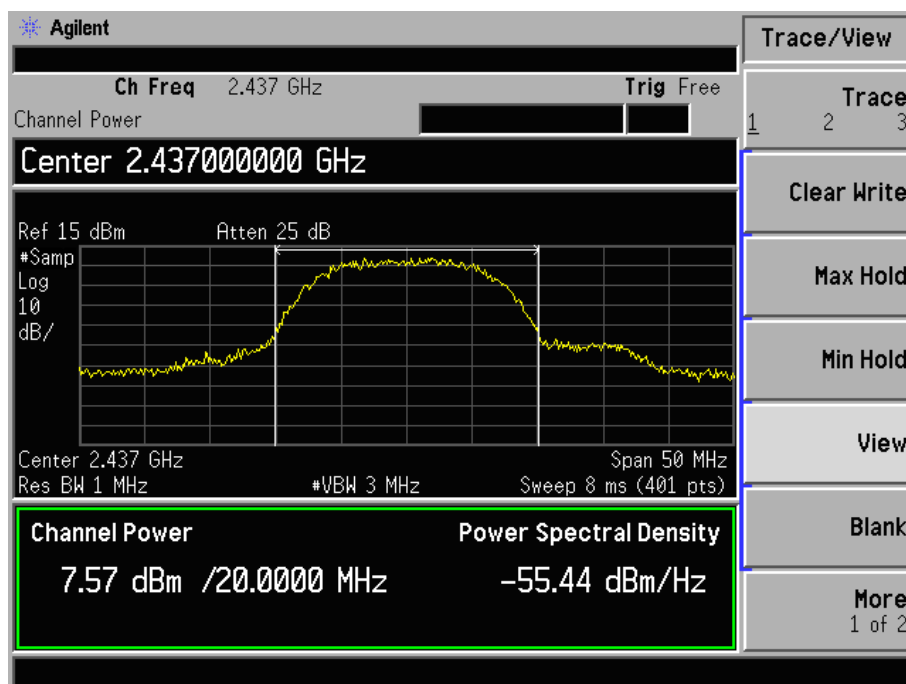 Agilent
Trace/View
Ch Freq 2.437 GHz Trig Free
Channel Power
Trace
1 2 3
Center 2.437000000 GHz
Clear Write
Ref 15 dBm Atten 25 dB
#Samp
Log
10
dB/
Max Hold
Min Hold
View
Center 2.437 GHz Span 50 MHz
Res BW 1 MHz #VBW 3 MHz Sweep 8 ms (401 pts)
Blank
Channel Power Power Spectral Density
7.57 dBm /20.0000 MHz -55.44 dBm/Hz
More
1 of 2